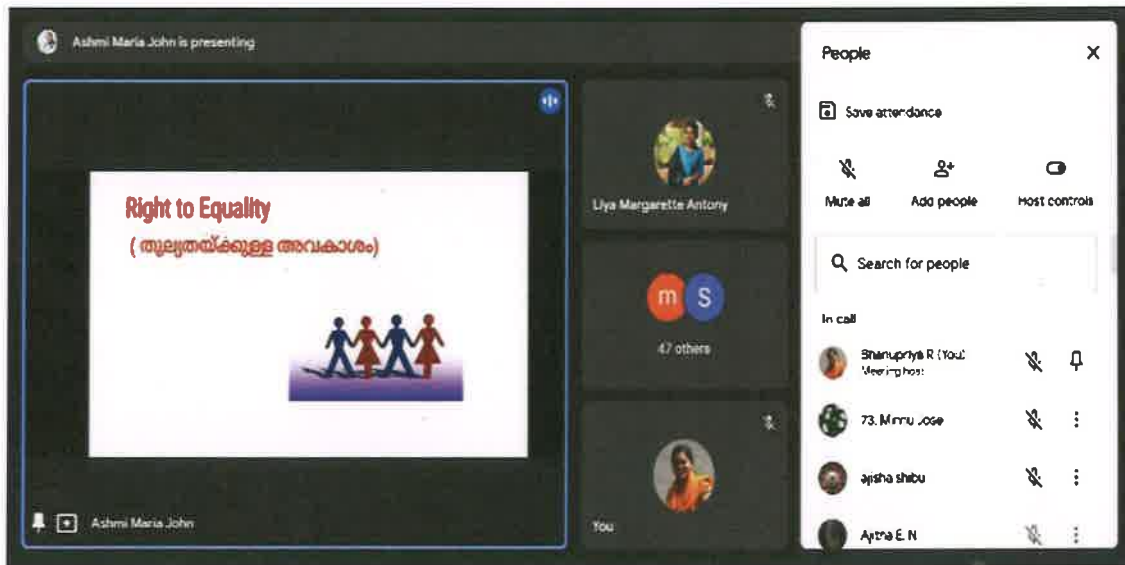 Ashmi Maria John is presenting
Right to Equality
( തുല്യതയ്ക്കുള്ള അവകാശം)
Ashmi Maria John
Liya Margarette Antony
m S
47 others
You
People
Save attendance
Mute all
Add people
Host controls
Search for people
In call
Bhanupriya R (You)
Meeting host
73. Minnu Jose
ajisha shibu
Ajitha E. N